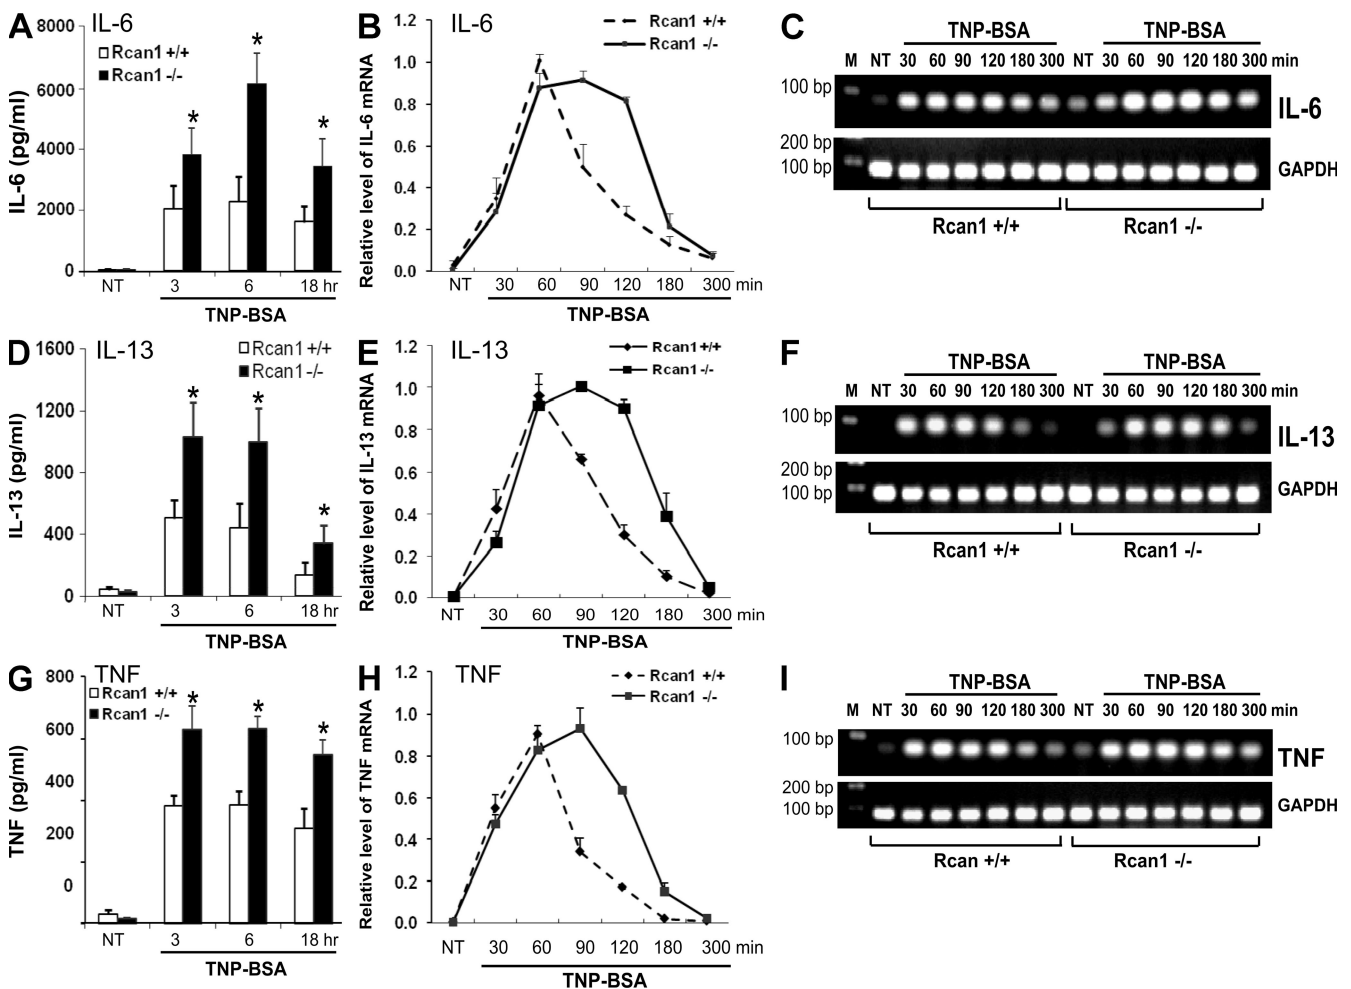 A
IL-6
Rcan1 +/+
Rcan1 -/-
IL-6 (pg/ml)
8000
6000
4000
2000
0
*
*
*
NT
3
6
18 hr
TNP-BSA
B
IL-6
Rcan1 +/+
Rcan1 -/-
Relative level of IL-6 mRNA
1.2
1.0
0.8
0.6
0.4
0.2
0.0
NT 30 60 90 120 180 300 min
TNP-BSA
C
TNP-BSA TNP-BSA
M NT 30 60 90 120 180 300 NT 30 60 90 120 180 300 min
100 bp
IL-6
200 bp
100 bp
GAPDH
Rcan1 +/+ Rcan1 -/-
D
IL-13
Rcan1 +/+
Rcan1 -/-
IL-13 (pg/ml)
1600
1200
800
400
0
*
*
*
NT
3
6
18 hr
TNP-BSA
E
IL-13
Rcan1 +/+
Rcan1 -/-
Relative level of IL-13 mRNA
1.2
1.0
0.8
0.6
0.4
0.2
0.0
NT 30 60 90 120 180 300 min
TNP-BSA
F
TNP-BSA TNP-BSA
M NT 30 60 90 120 180 300 NT 30 60 90 120 180 300 min
100 bp
IL-13
200 bp
100 bp
GAPDH
Rcan1 +/+ Rcan1 -/-
G
TNF
Rcan1 +/+
Rcan1 -/-
TNF (pg/ml)
800
600
400
200
0
*
*
*
NT
3
6
18 hr
TNP-BSA
H
TNF
Rcan1 +/+
Rcan1 -/-
Relative level of TNF mRNA
1.2
1.0
0.8
0.6
0.4
0.2
0.0
NT 30 60 90 120 180 300 min
TNP-BSA
I
TNP-BSA TNP-BSA
M NT 30 60 90 120 180 300 NT 30 60 90 120 180 300 min
100 bp
TNF
200 bp
100 bp
GAPDH
Rcan +/+ Rcan1 -/-